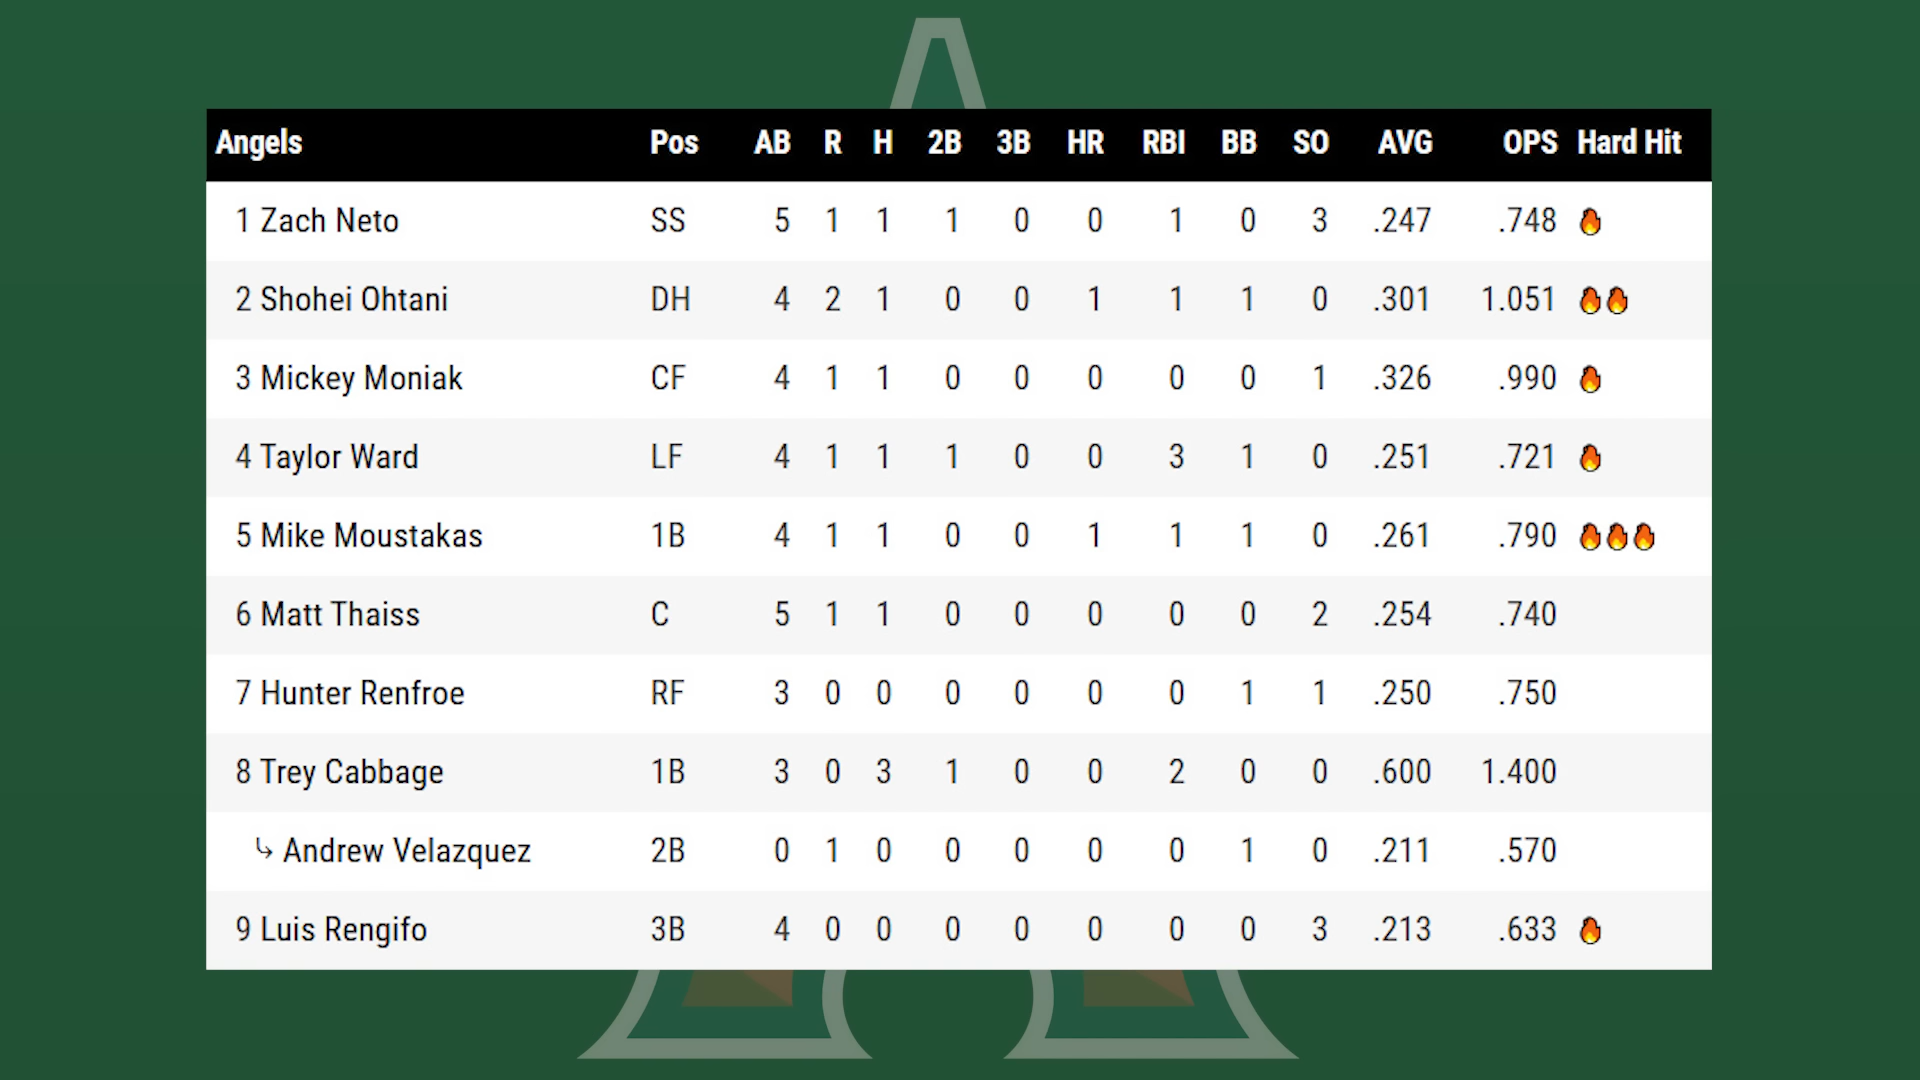 Angels Pos AB R H 2B 3B HR RBI BB SO AVG OPS Hard Hit
1 Zach Neto SS 5 1 1 1 0 0 1 0 3 .247 .748
2 Shohei Ohtani DH 4 2 1 0 0 1 1 1 0 .301 1.051
3 Mickey Moniak CF 4 1 1 0 0 0 0 0 1 .326 .990
4 Taylor Ward LF 4 1 1 1 0 0 3 1 0 .251 .721
5 Mike Moustakas 1B 4 1 1 0 0 1 1 1 0 .261 .790
6 Matt Thaiss C 5 1 1 0 0 0 0 0 2 .254 .740
7 Hunter Renfroe RF 3 0 0 0 0 0 0 1 1 .250 .750
8 Trey Cabbage 1B 3 0 3 1 0 0 2 0 0 .600 1.400
Andrew Velazquez 2B 0 1 0 0 0 0 0 1 0 .211 .570
9 Luis Rengifo 3B 4 0 0 0 0 0 0 0 3 .213 .633